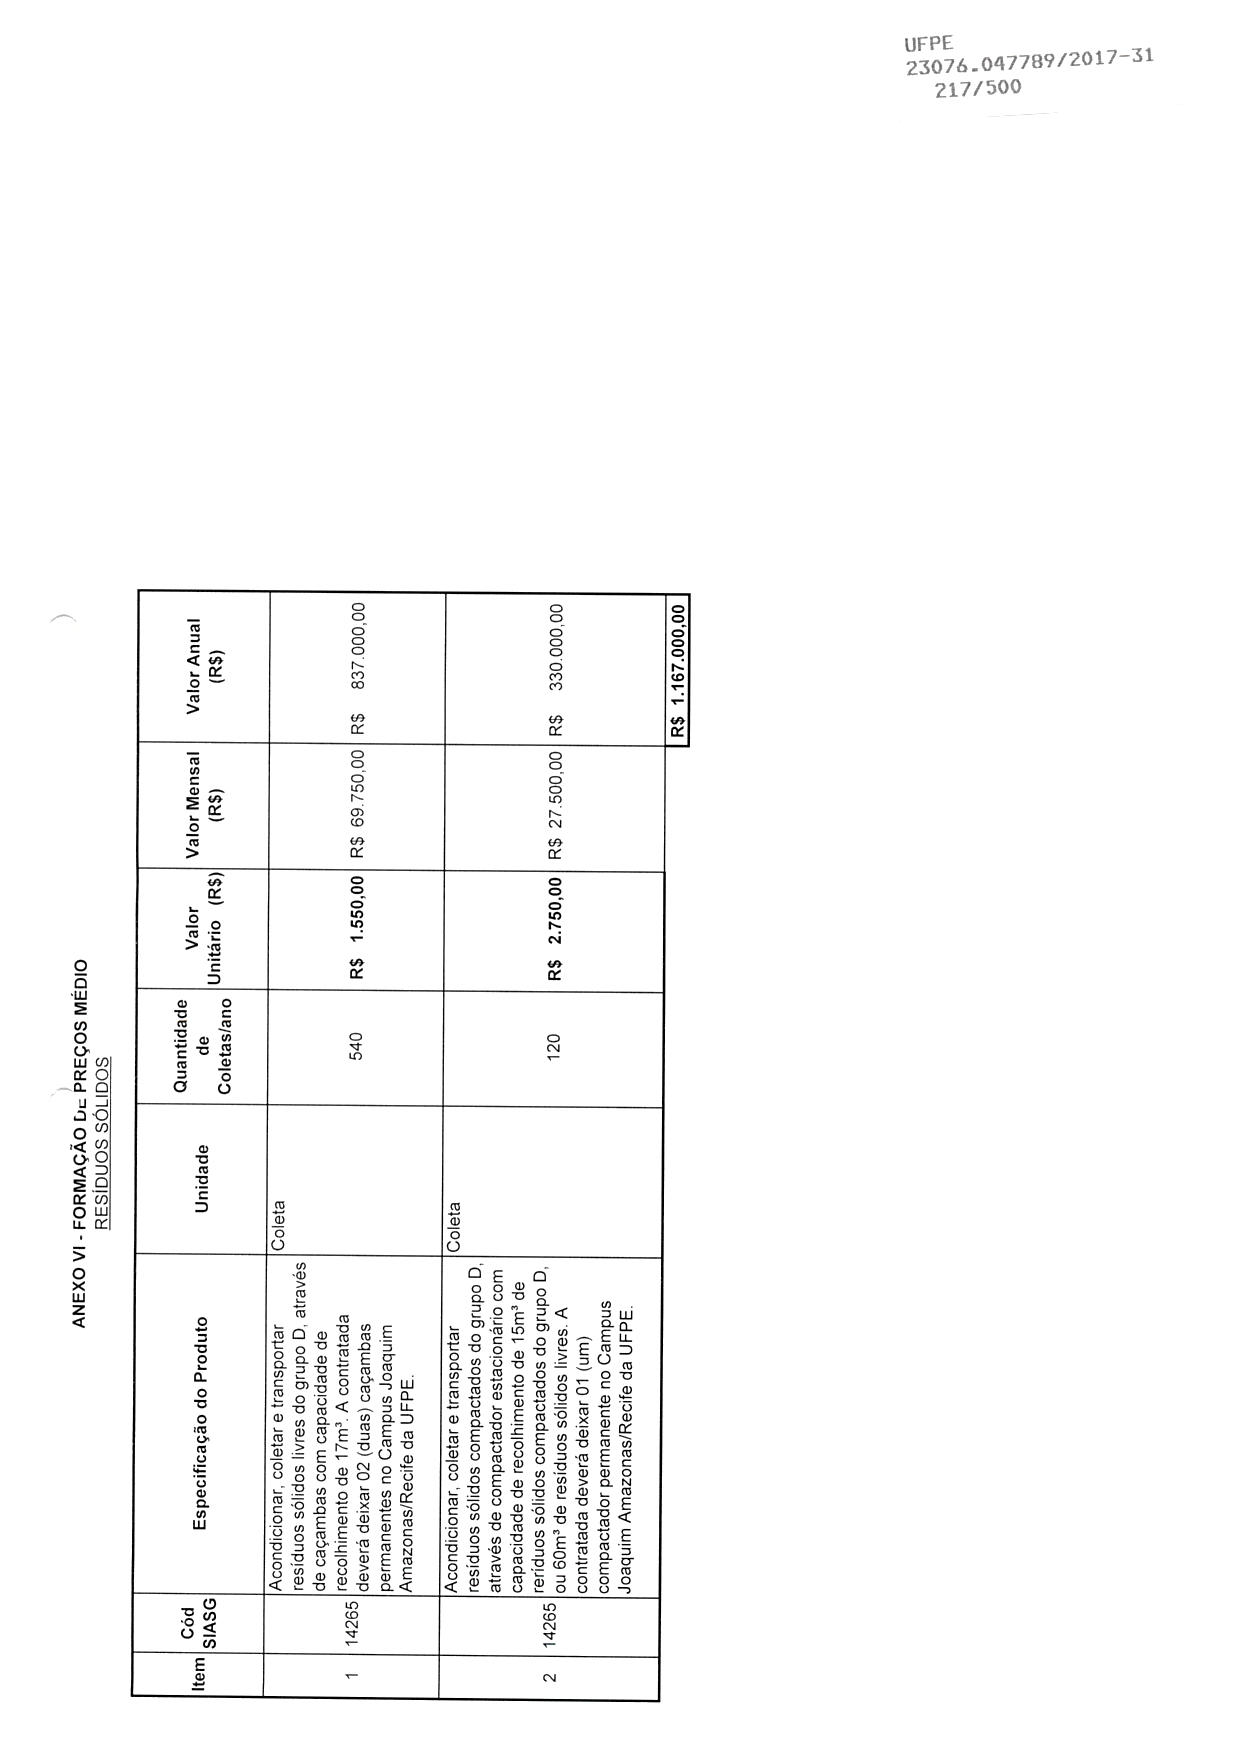 UFPE
23076.047789/2017-31
217/500
ANEXO VI - FORMAÇÃO DE PREÇOS MÉDIO
RESÍDUOS SÓLIDOS
Item
Cód
SIASG
Especificação do Produto
Unidade
Quantidade
de
Coletas/ano
Valor
Unitário (R$)
Valor Mensal
(R$)
Valor Anual
(R$)
1
14265
Acondicionar, coletar e transportar
resíduos sólidos livres do grupo D, através
de caçambas com capacidade de
recolhimento de 17m³. A contratada
deverá deixar 02 (duas) caçambas
permanentes no Campus Joaquim
Amazonas/Recife da UFPE.
Coleta
540
R$ 1.550,00
R$ 69.750,00
R$ 837.000,00
2
14265
Acondicionar, coletar e transportar
resíduos sólidos compactados do grupo D,
através de compactador estacionário com
capacidade de recolhimento de 15m³ de
reríduos sólidos compactados do grupo D,
ou 60m³ de resíduos sólidos livres. A
contratada deverá deixar 01 (um)
compactador permanente no Campus
Joaquim Amazonas/Recife da UFPE.
Coleta
120
R$ 2.750,00
R$ 27.500,00
R$ 330.000,00
R$ 1.167.000,00